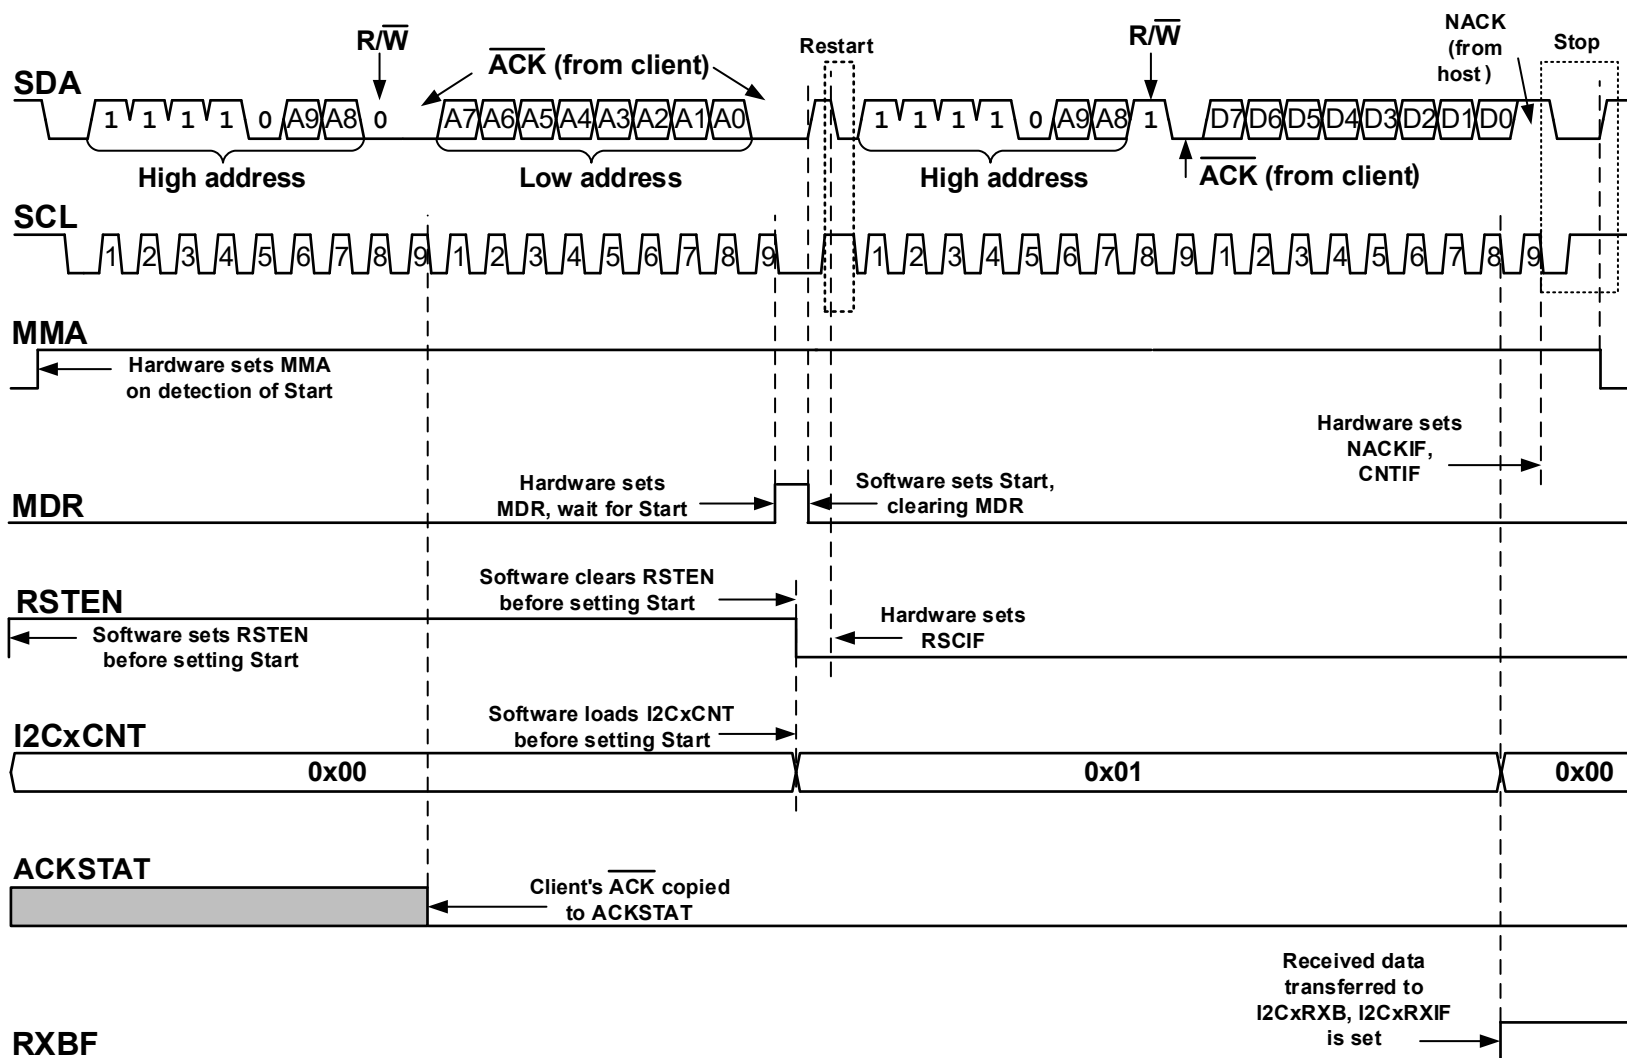 R/W
ACK (from client)
Restart
R/W
NACK
(from
host)
Stop
SDA
1 1 1 1 0 A9 A8 0 A7 A6 A5 A4 A3 A2 A1 A0 1 1 1 1 0 A9 A8 1 D7 D6 D5 D4 D3 D2 D1 D0
High address
Low address
High address
ACK (from client)
SCL
1 2 3 4 5 6 7 8 9 1 2 3 4 5 6 7 8 9 1 2 3 4 5 6 7 8 9 1 2 3 4 5 6 7 8 9
MMA
Hardware sets MMA
on detection of Start
Hardware sets
NACKIF,
CNTIF
MDR
Hardware sets
MDR, wait for Start
Software sets Start,
clearing MDR
RSTEN
Software sets RSTEN
before setting Start
Software clears RSTEN
before setting Start
Hardware sets
RSCIF
I2CxCNT
Software loads I2CxCNT
before setting Start
0x00 0x01 0x00
ACKSTAT
Client's ACK copied
to ACKSTAT
Received data
transferred to
I2CxRXB, I2CxRXIF
is set
RXBF